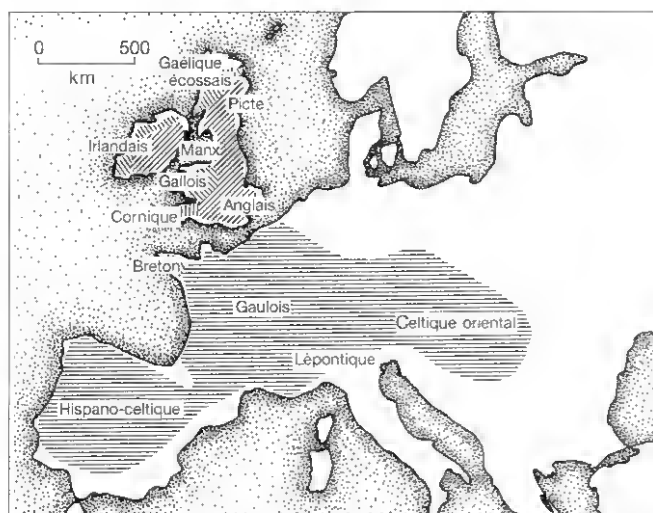 0 500
km
Gaélique
écossais
Picte
Irlandais
Manx
Gallois
Anglais
Cornique
Breton
Gaulois
Celtique oriental
Lépontique
Hispano-celtique